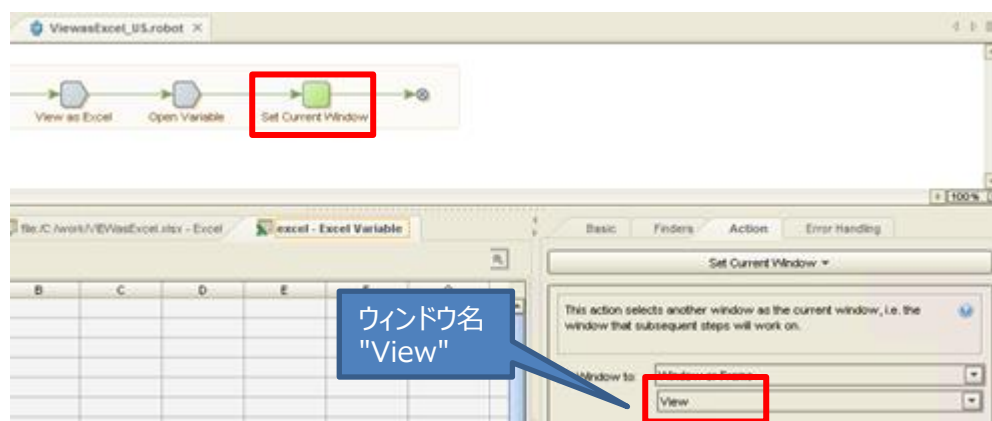 ViewasExcel_US.robot ×
View as Excel
Open Variable
Set Current Window
100%
file:/C:/work/VIEWasExcel.xlsx - Excel
excel - Excel Variable
Basic
Finders
Action
Error Handling
Set Current Window
B C D E
This action selects another window as the current window, i.e. the
window that subsequent steps will work on.
ウィンドウ名
"View"
Window to:
View